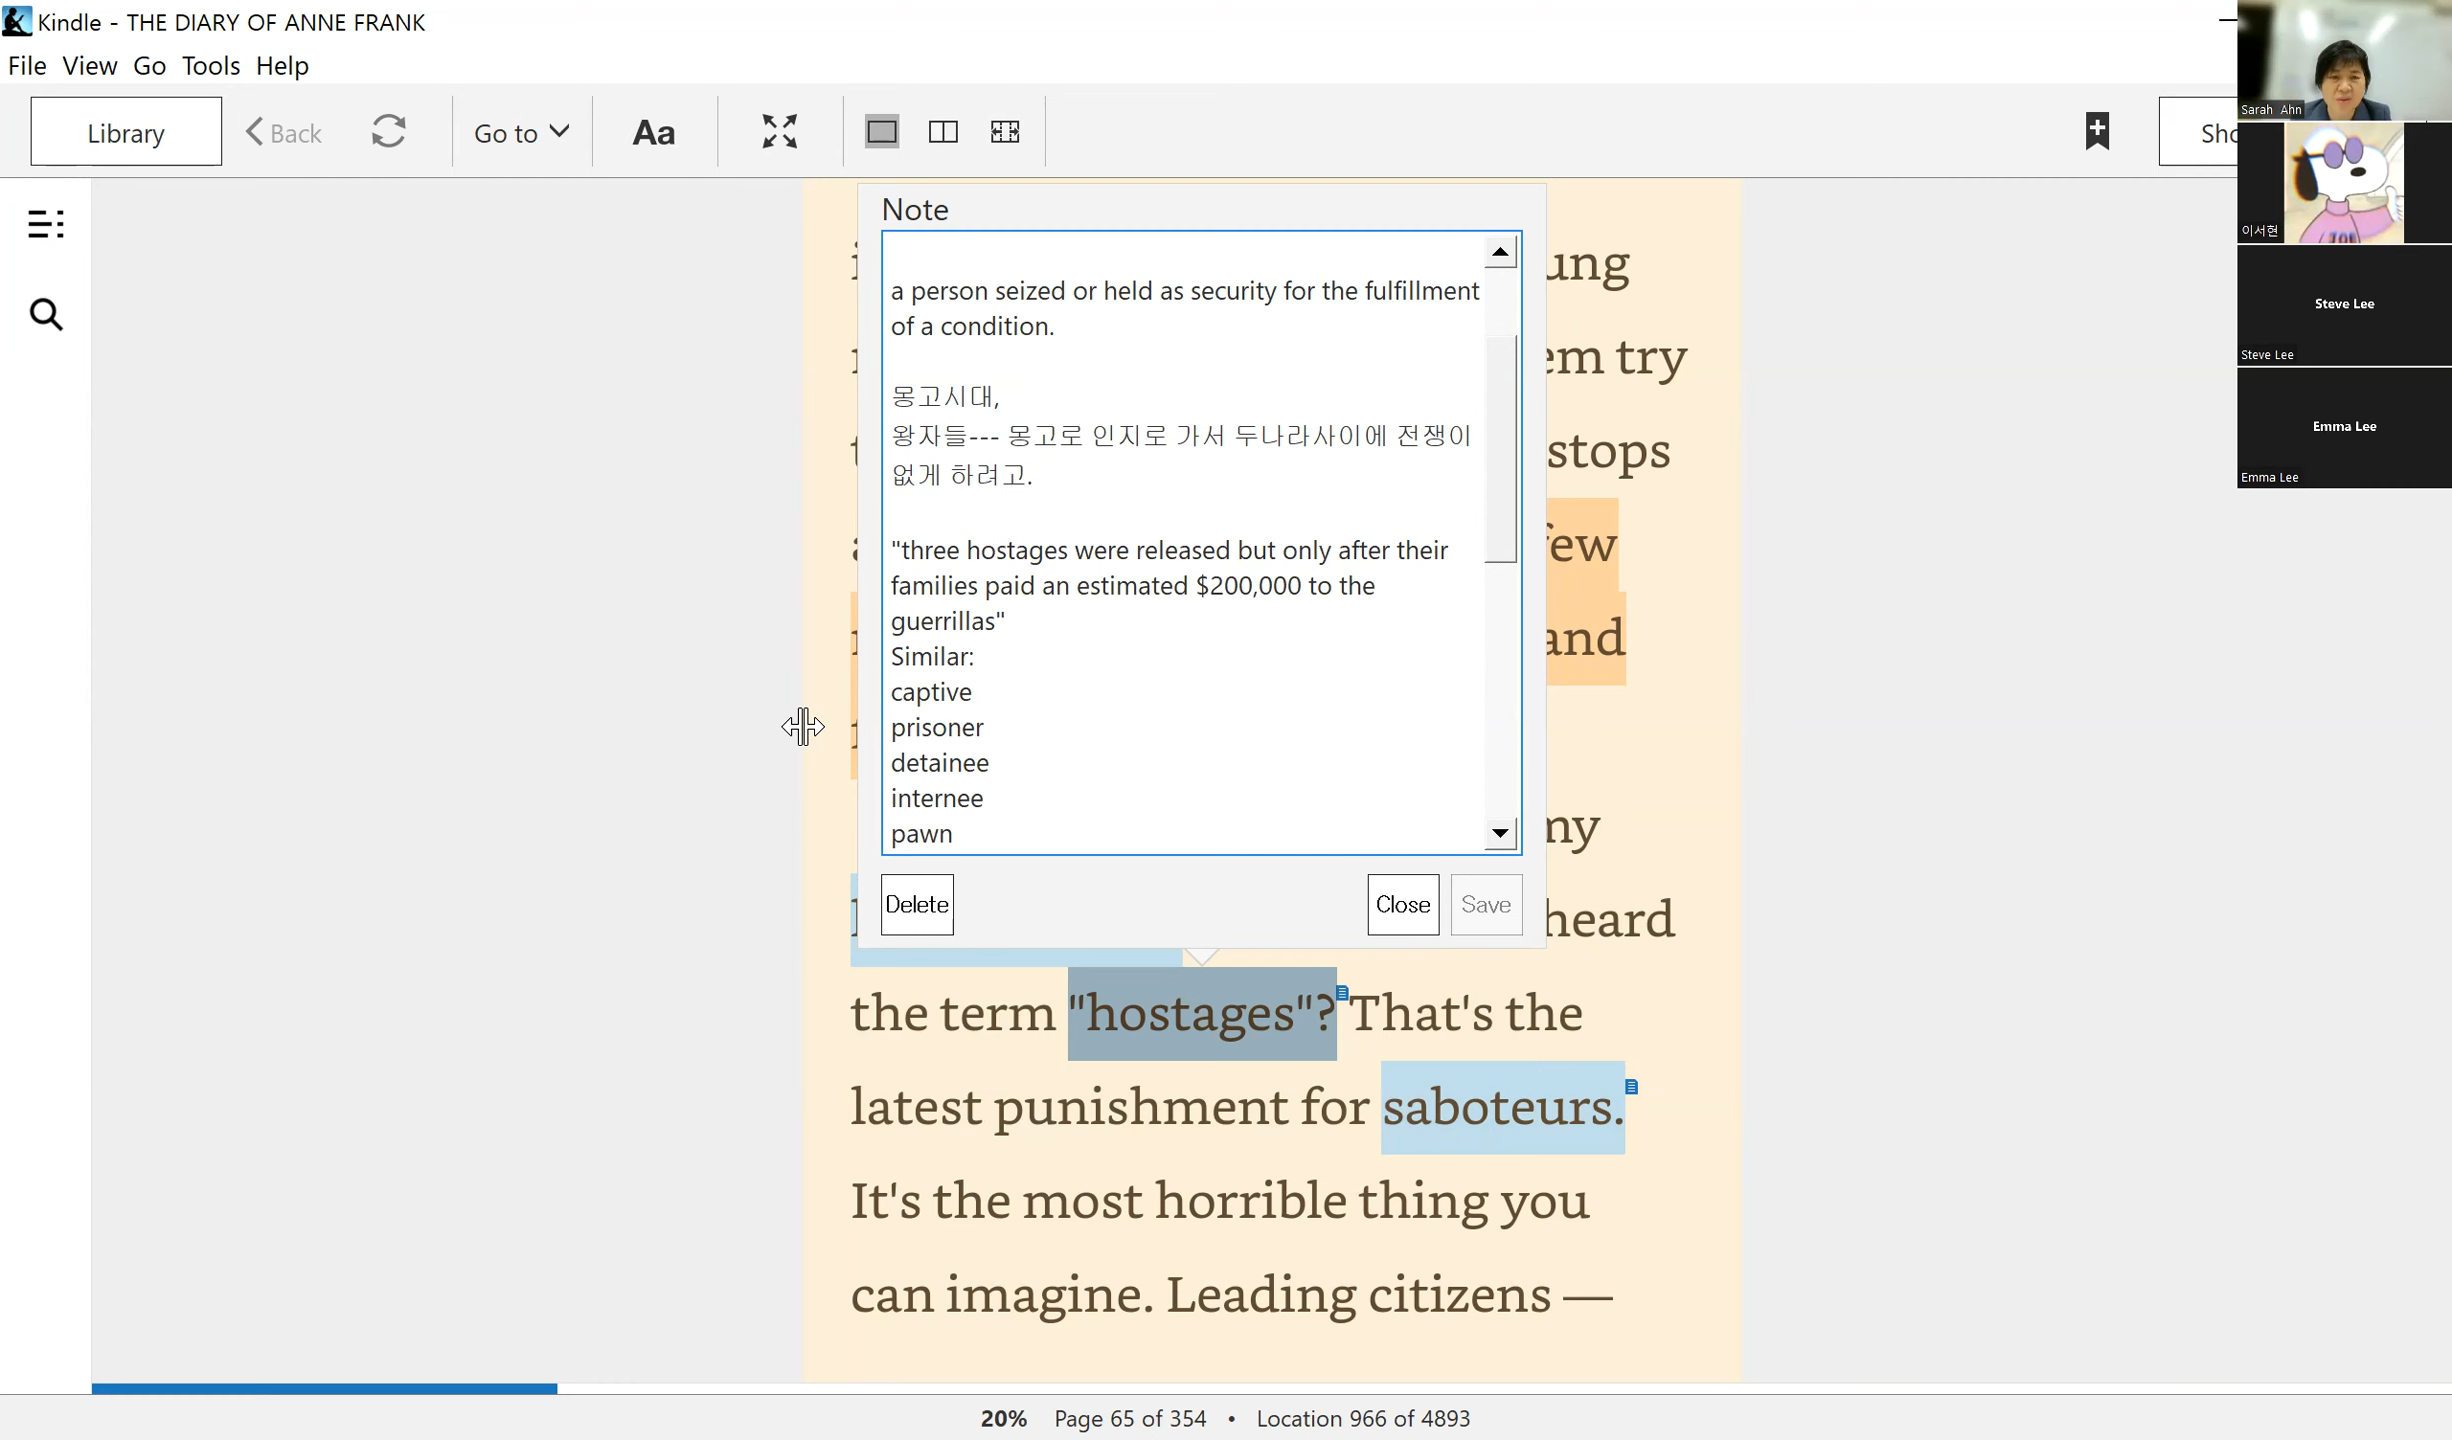 Kindle - THE DIARY OF ANNE FRANK
File View Go Tools Help
Library
Back
Go to
Aa
Sarah Ahn
이서현
Steve Lee
Steve Lee
Emma Lee
Emma Lee
Note
a person seized or held as security for the fulfillment
of a condition.
몽고시대,
왕자들--- 몽고로 인지로 가서 두나라사이에 전쟁이
없게 하려고.
"three hostages were released but only after their
families paid an estimated $200,000 to the
guerrillas"
Similar:
captive
prisoner
detainee
internee
pawn
Delete
Close
Save
em try
stops
few
and
my
heard
the term "hostages"? That's the
latest punishment for saboteurs.
It's the most horrible thing you
can imagine. Leading citizens —
20% Page 65 of 354 • Location 966 of 4893